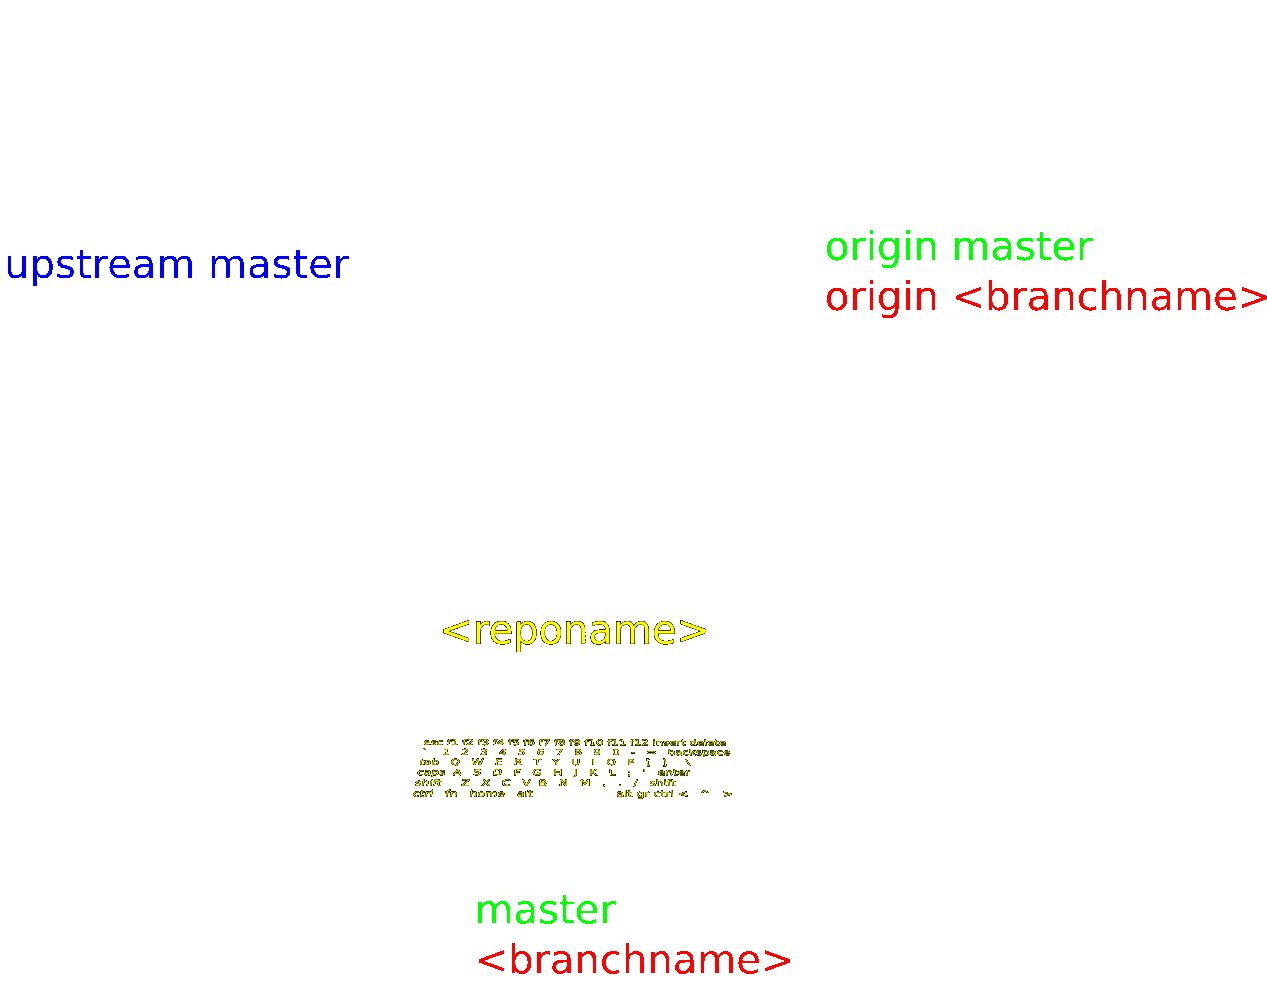 upstream master
origin master
origin <branchname>
<reponame>
esc f1 f2 f3 f4 f5 f6 f7 f8 f9 f10 f11 f12 insert delete
` 1 2 3 4 5 6 7 8 9 0 - = backspace
tab Q W E R T Y U I O P [ ] \
caps A S D F G H J K L ; ' enter
shift Z X C V B N M , . / shift
ctrl fn home alt alt gr ctrl < ^ >
master
<branchname>